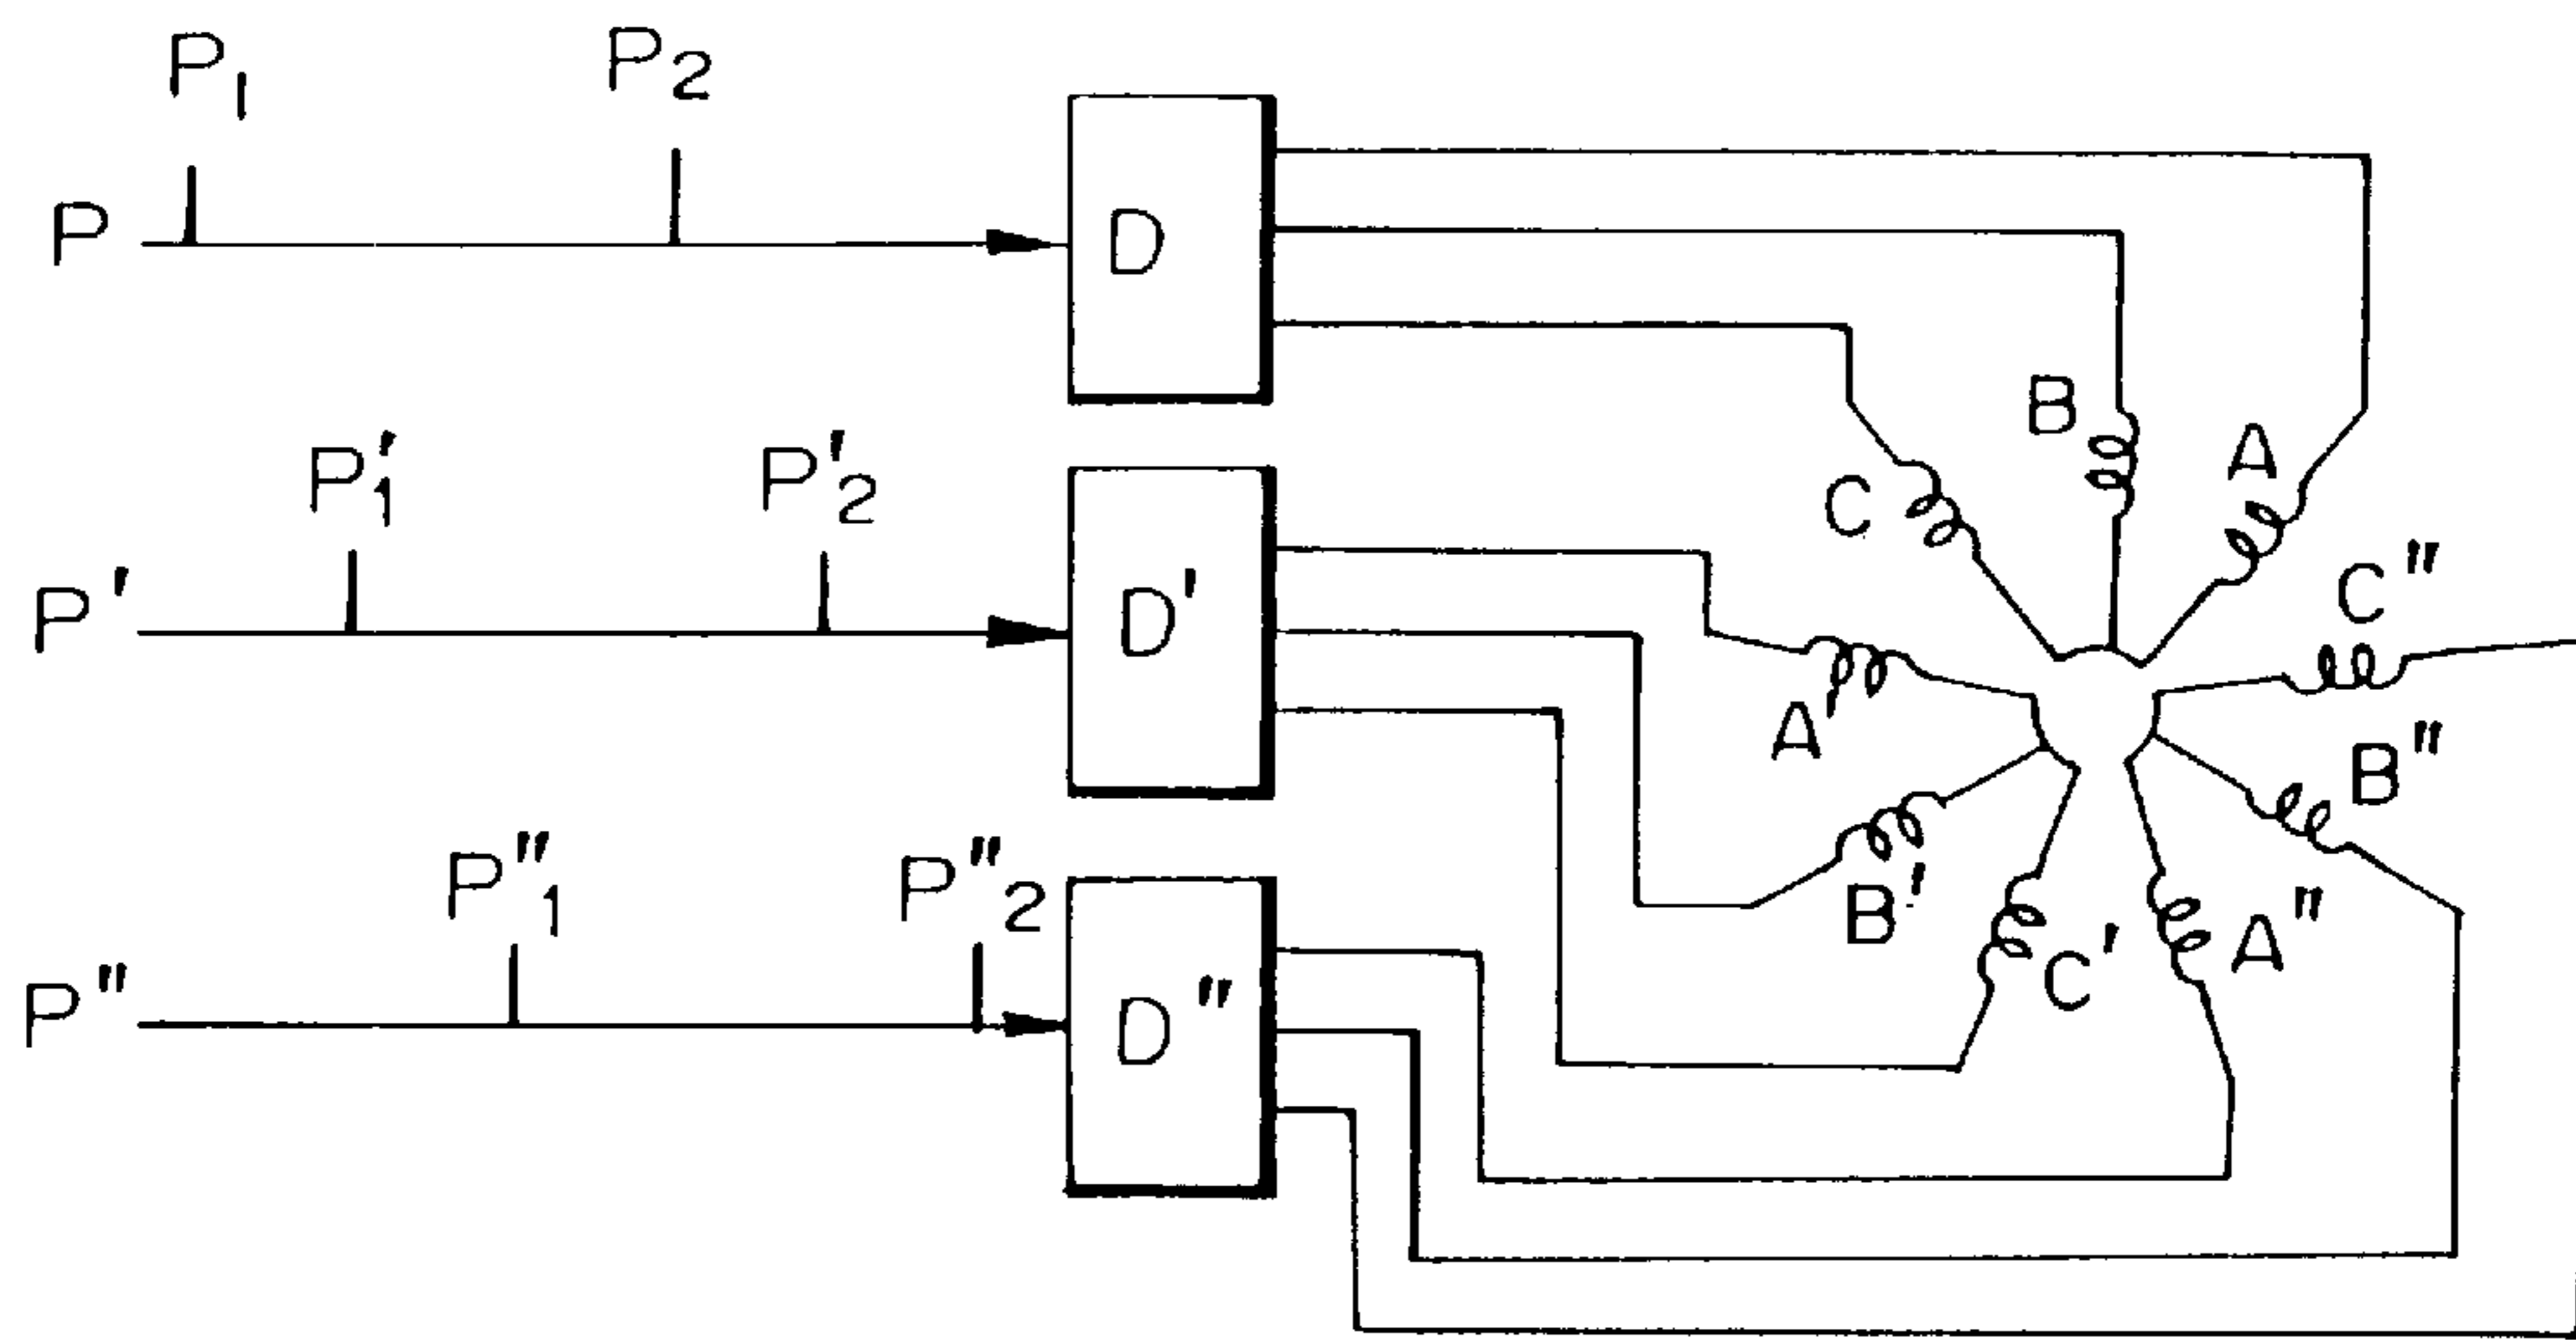 P₁ P₂
P D
B A
C
P'₁ P'₂
C"
P' D'
A' B"
P"₁ P"₂
B' A"
C'
P" D"